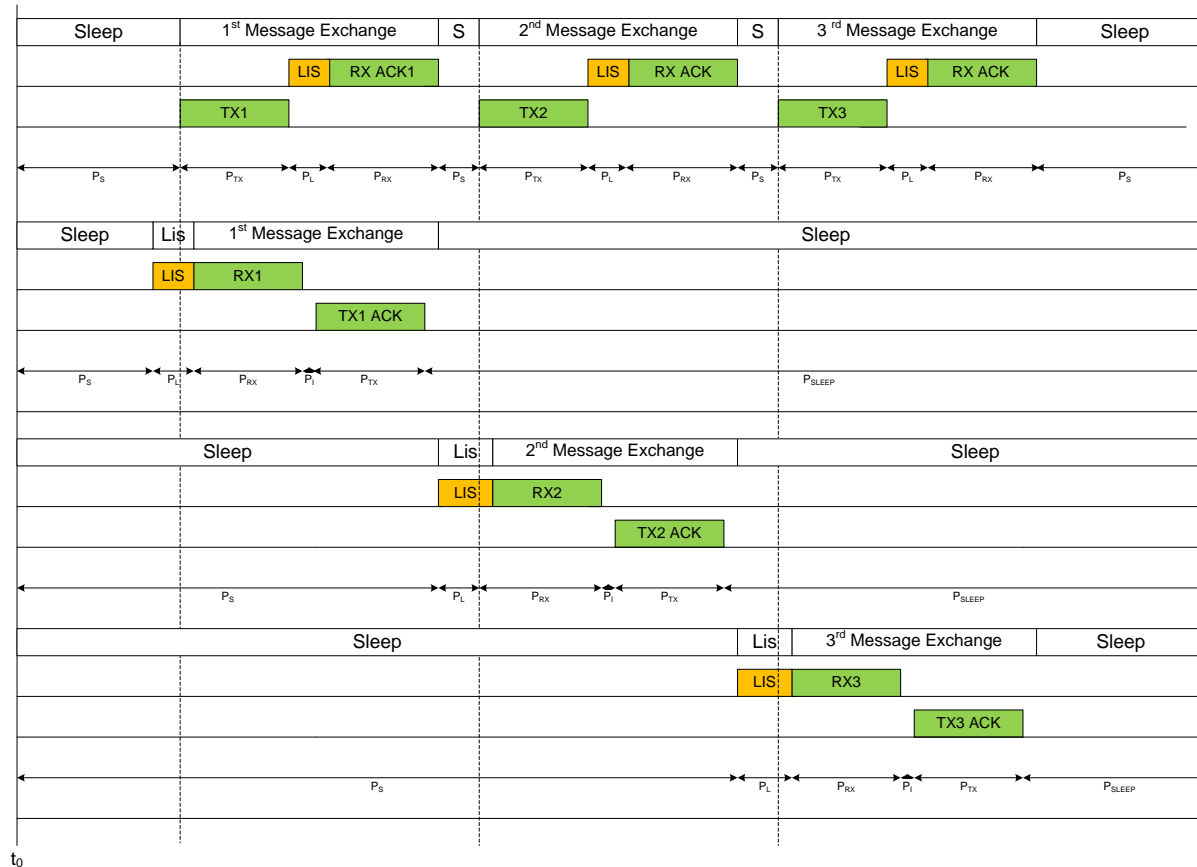 Sleep 1st Message Exchange S 2nd Message Exchange S 3 rd Message Exchange Sleep
LIS RX ACK1 LIS RX ACK LIS RX ACK
TX1 TX2 TX3
PS PTX PL PRX PS PTX PL PRX PS PTX PL PRX PS
Sleep Lis 1st Message Exchange Sleep
LIS RX1
TX1 ACK
PS PL PRX PI PTX PSLEEP
Sleep Lis 2nd Message Exchange Sleep
LIS RX2
TX2 ACK
PS PL PRX PI PTX PSLEEP
Sleep Lis 3rd Message Exchange Sleep
LIS RX3
TX3 ACK
PS PL PRX PI PTX PSLEEP
t0